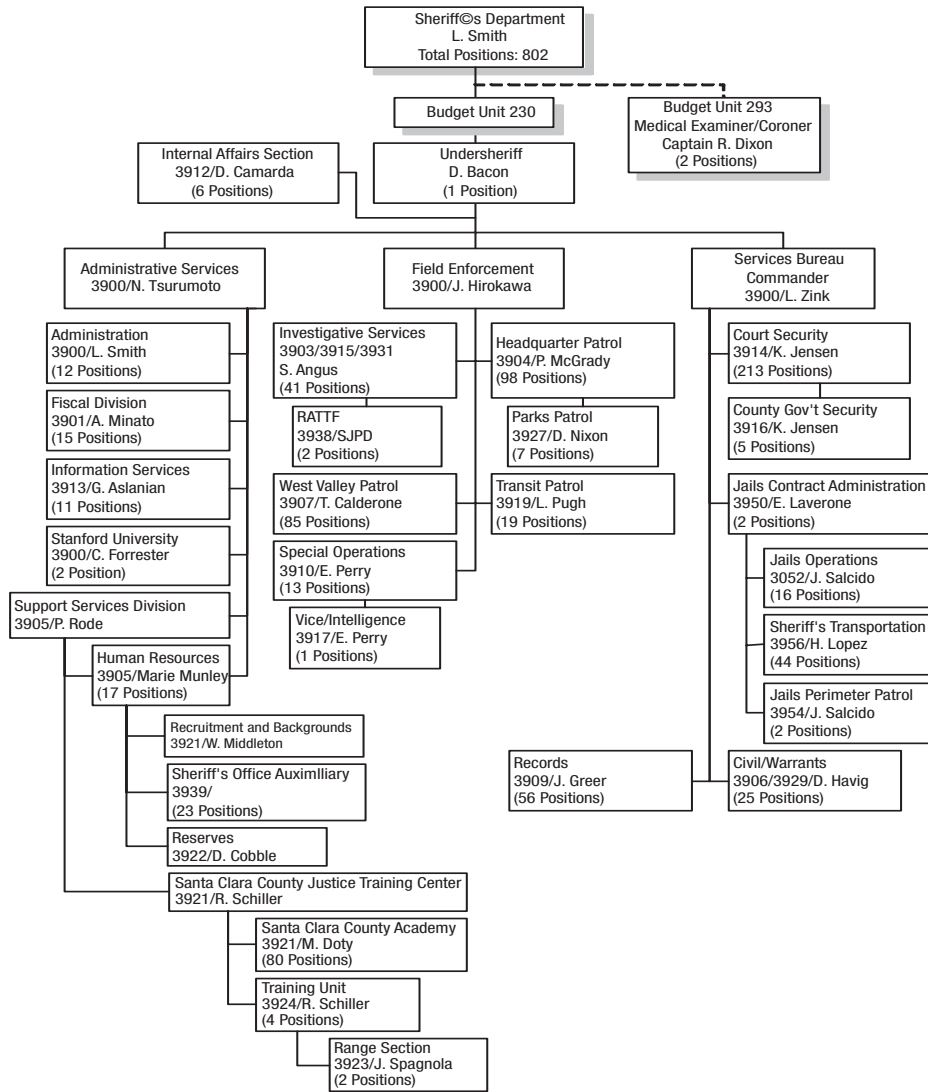 Sheriff©s Department
L. Smith
Total Positions: 802
Budget Unit 230
Budget Unit 293
Medical Examiner/Coroner
Captain R. Dixon
(2 Positions)
Internal Affairs Section
3912/D. Camarda
(6 Positions)
Undersheriff
D. Bacon
(1 Position)
Administrative Services
3900/N. Tsurumoto
Field Enforcement
3900/J. Hirokawa
Services Bureau
Commander
3900/L. Zink
Administration
3900/L. Smith
(12 Positions)
Fiscal Division
3901/A. Minato
(15 Positions)
Information Services
3913/G. Aslanian
(11 Positions)
Stanford University
3900/C. Forrester
(2 Position)
Support Services Division
3905/P. Rode
Human Resources
3905/Marie Munley
(17 Positions)
Recruitment and Backgrounds
3921/W. Middleton
Sheriff's Office Auximlliary
3939/
(23 Positions)
Reserves
3922/D. Cobble
Santa Clara County Justice Training Center
3921/R. Schiller
Santa Clara County Academy
3921/M. Doty
(80 Positions)
Training Unit
3924/R. Schiller
(4 Positions)
Range Section
3923/J. Spagnola
(2 Positions)
Investigative Services
3903/3915/3931
S. Angus
(41 Positions)
RATTF
3938/SJPD
(2 Positions)
West Valley Patrol
3907/T. Calderone
(85 Positions)
Special Operations
3910/E. Perry
(13 Positions)
Vice/Intelligence
3917/E. Perry
(1 Positions)
Headquarter Patrol
3904/P. McGrady
(98 Positions)
Parks Patrol
3927/D. Nixon
(7 Positions)
Transit Patrol
3919/L. Pugh
(19 Positions)
Court Security
3914/K. Jensen
(213 Positions)
County Gov't Security
3916/K. Jensen
(5 Positions)
Jails Contract Administration
3950/E. Laverone
(2 Positions)
Jails Operations
3052/J. Salcido
(16 Positions)
Sheriff's Transportation
3956/H. Lopez
(44 Positions)
Jails Perimeter Patrol
3954/J. Salcido
(2 Positions)
Records
3909/J. Greer
(56 Positions)
Civil/Warrants
3906/3929/D. Havig
(25 Positions)